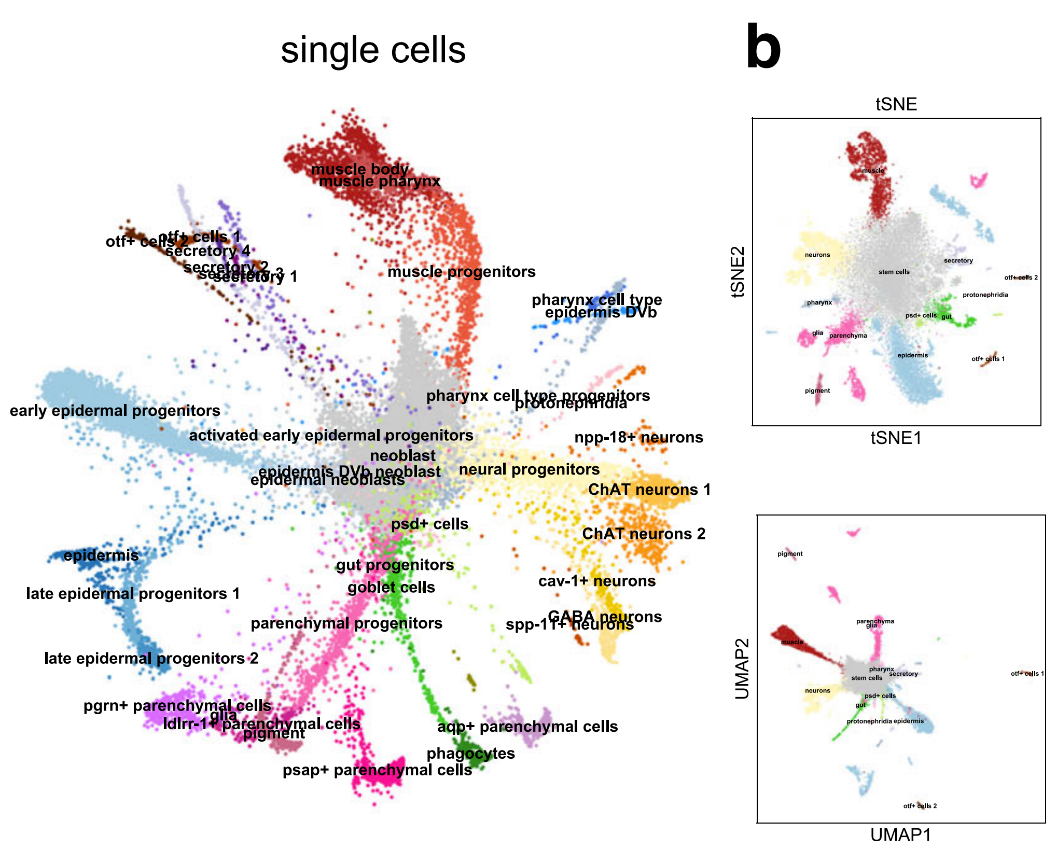 single cells
muscle body
muscle pharynx
otf+ cells 1
otf+ cells 2
secretory 4
secretory 2
secretory 3
secretory 1
muscle progenitors
pharynx cell type
epidermis DVb
pharynx cell type progenitors
protonephridia
early epidermal progenitors
activated early epidermal progenitors
npp-18+ neurons
neoblast
epidermis DVb neoblast
epidermal neoblasts
neural progenitors
ChAT neurons 1
psd+ cells
ChAT neurons 2
epidermis
gut progenitors
goblet cells
cav-1+ neurons
late epidermal progenitors 1
GABA neurons
spp-11+ neurons
parenchymal progenitors
late epidermal progenitors 2
pgrn+ parenchymal cells
glia
ldlrr-1+ parenchymal cells
pigment
aqp+ parenchymal cells
phagocytes
psap+ parenchymal cells
b
tSNE
tSNE2
muscle
neurons
stem cells
secretory
otf+ cells 2
pharynx
protonephridia
psd+ cells
gut
glia
parenchyma
epidermis
otf+ cells 1
pigment
tSNE1
UMAP2
pigment
parenchyma
glia
muscle
pharynx
stem cells
secretory
otf+ cells 1
neurons
psd+ cells
gut
protonephridia
epidermis
otf+ cells 2
UMAP1